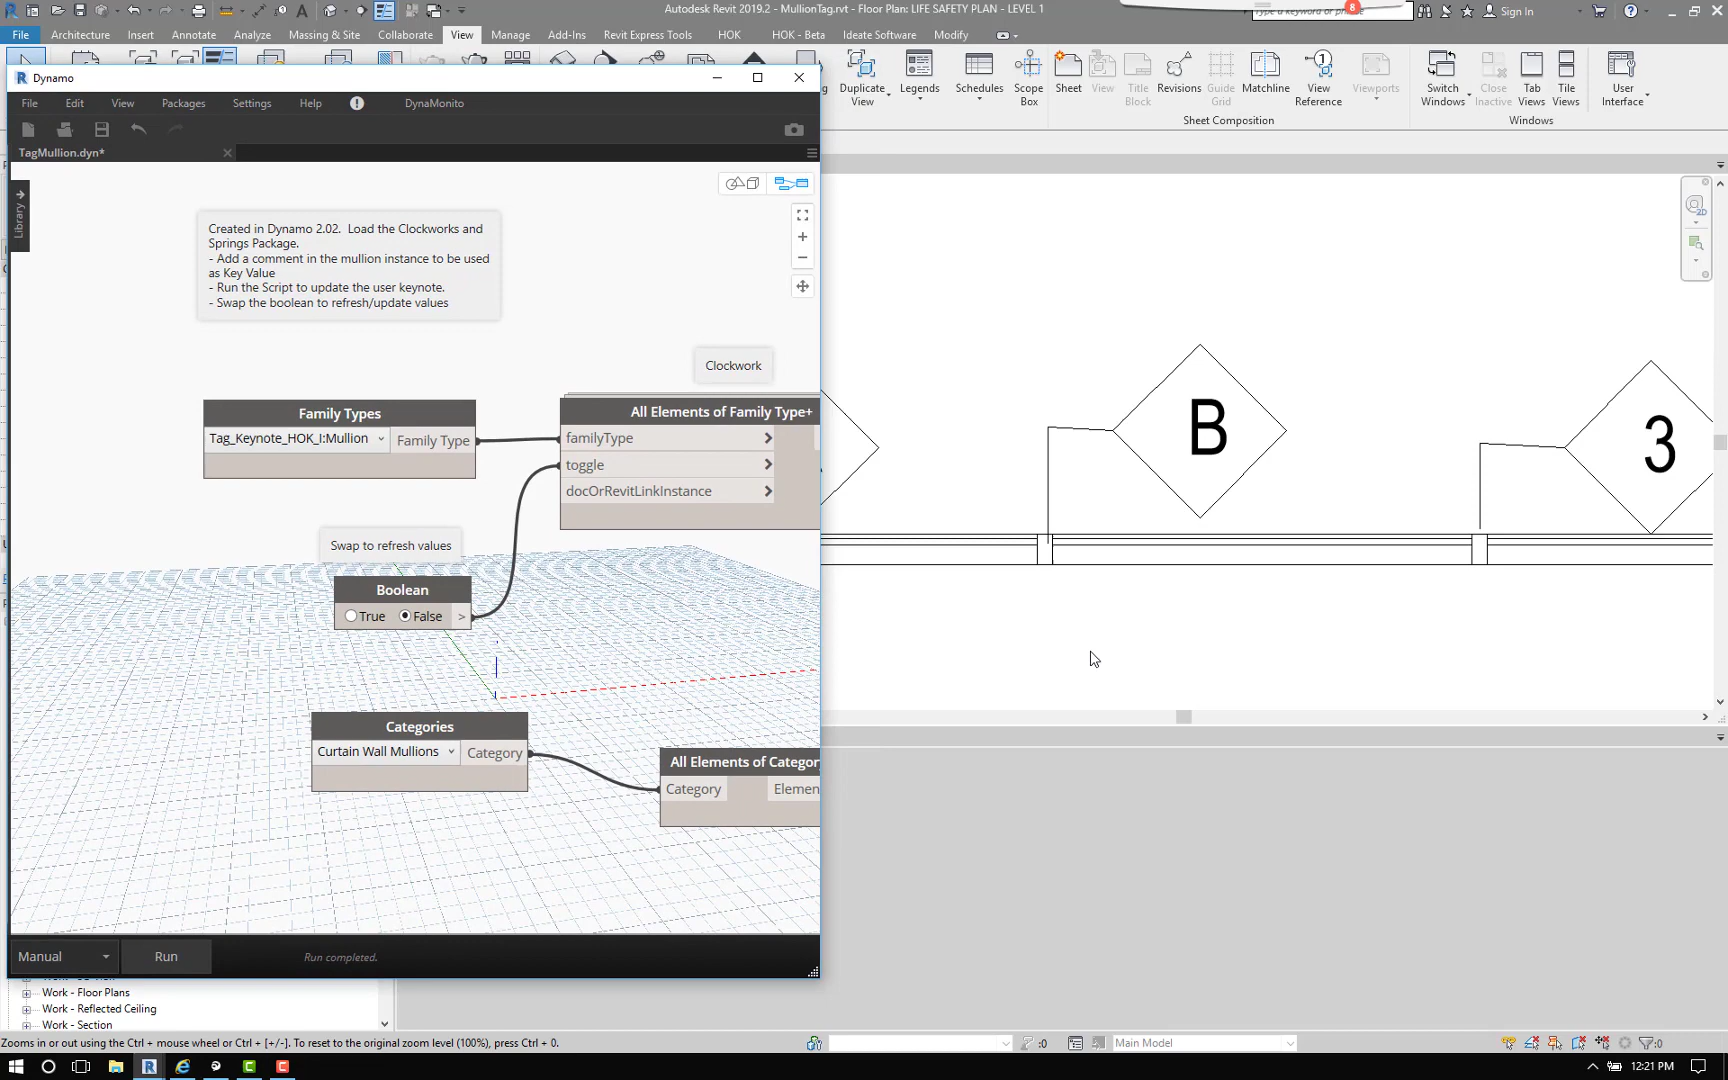 Autodesk Revit 2019.2 - MullionTag.rvt - Floor Plan: LIFE SAFETY PLAN - LEVEL 1
Type a keyword or phrase
8
Sign In
File
Architecture
Insert
Annotate
Analyze
Massing & Site
Collaborate
View
Manage
Add-Ins
Revit Express Tools
HOK
HOK - Beta
Ideate Software
Modify
Duplicate
View
Legends
Schedules
Scope
Box
Sheet
View
Title
Block
Revisions
Guide
Grid
Matchline
View
Reference
Viewports
Switch
Windows
Close
Inactive
Tab
Views
Tile
Views
User
Interface
Sheet Composition
Windows
Dynamo
File
Edit
View
Packages
Settings
Help
DynaMonito
TagMullion.dyn*
Library
Created in Dynamo 2.02. Load the Clockworks and
Springs Package.
- Add a comment in the mullion instance to be used
as Key Value
- Run the Script to update the user keynote.
- Swap the boolean to refresh/update values
Clockwork
Family Types
Tag_Keynote_HOK_I:Mullion
Family Type
All Elements of Family Type+
familyType
toggle
docOrRevitLinkInstance
Swap to refresh values
Boolean
True
False
>
Categories
Curtain Wall Mullions
Category
All Elements of Categor
Category
Elemen
Manual
Run
Run completed.
B
3
2D
Work - Floor Plans
Work - Reflected Ceiling
Work - Section
Zooms in or out using the Ctrl + mouse wheel or Ctrl + [+/-]. To reset to the original zoom level (100%), press Ctrl + 0.
:0
Main Model
:0
12:21 PM